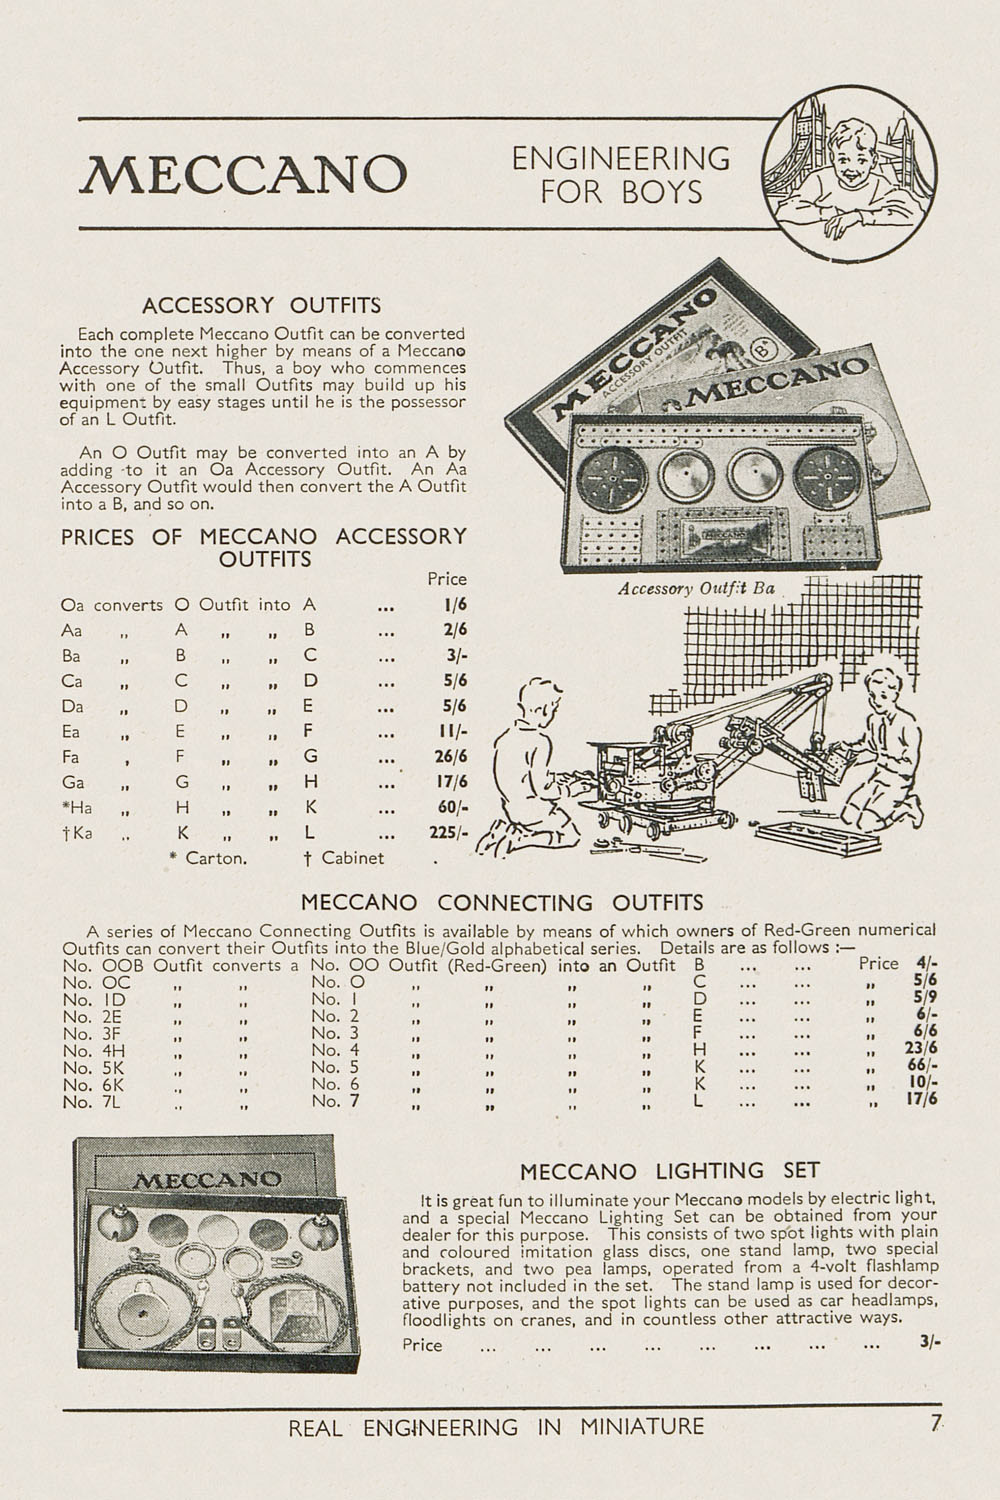 MECCANO
ENGINEERING
FOR BOYS
ACCESSORY OUTFITS
Each complete Meccano Outfit can be converted
into the one next higher by means of a Meccano
Accessory Outfit. Thus, a boy who commences
with one of the small Outfits may build up his
equipment by easy stages until he is the possessor
of an L Outfit.
An O Outfit may be converted into an A by
adding to it an Oa Accessory Outfit. An Aa
Accessory Outfit would then convert the A Outfit
into a B, and so on.
MECCANO
ACCESSORY OUTFIT
Ba
MECCANO
MECCANO
Accessory Outfit Ba
PRICES OF MECCANO ACCESSORY
OUTFITS
Price
Oa converts O Outfit into A ... 1/6
Aa ,, A ,, ,, B ... 2/6
Ba ,, B ,, ,, C ... 3/-
Ca ,, C ,, ,, D ... 5/6
Da ,, D ,, ,, E ... 5/6
Ea ,, E ,, ,, F ... 11/-
Fa , F ,, ,, G ... 26/6
Ga ,, G ,, ,, H ... 17/6
*Ha ,, H ,, ,, K ... 60/-
†Ka ,, K ,, ,, L ... 225/-
* Carton. † Cabinet .
MECCANO CONNECTING OUTFITS
A series of Meccano Connecting Outfits is available by means of which owners of Red-Green numerical
Outfits can convert their Outfits into the Blue/Gold alphabetical series. Details are as follows :—
No. OOB Outfit converts a No. OO Outfit (Red-Green) into an Outfit B ... ... Price 4/-
No. OC ,, ,, No. O ,, ,, ,, ,, C ... ... ,, 5/6
No. 1D ,, ,, No. 1 ,, ,, ,, ,, D ... ... ,, 5/9
No. 2E ,, ,, No. 2 ,, ,, ,, ,, E ... ... ,, 6/-
No. 3F ,, ,, No. 3 ,, ,, ,, ,, F ... ... ,, 6/6
No. 4H ,, ,, No. 4 ,, ,, ,, ,, H ... ... ,, 23/6
No. 5K ,, ,, No. 5 ,, ,, ,, ,, K ... ... ,, 66/-
No. 6K ,, ,, No. 6 ,, ,, ,, ,, K ... ... ,, 10/-
No. 7L ,, ,, No. 7 ,, ,, ,, ,, L ... ... ,, 17/6
MECCANO
MECCANO LIGHTING SET
It is great fun to illuminate your Meccano models by electric light,
and a special Meccano Lighting Set can be obtained from your
dealer for this purpose. This consists of two spot lights with plain
and coloured imitation glass discs, one stand lamp, two special
brackets, and two pea lamps, operated from a 4-volt flashlamp
battery not included in the set. The stand lamp is used for decor-
ative purposes, and the spot lights can be used as car headlamps,
floodlights on cranes, and in countless other attractive ways.
Price ... ... ... ... ... ... ... ... 3/-
REAL ENGINEERING IN MINIATURE
7